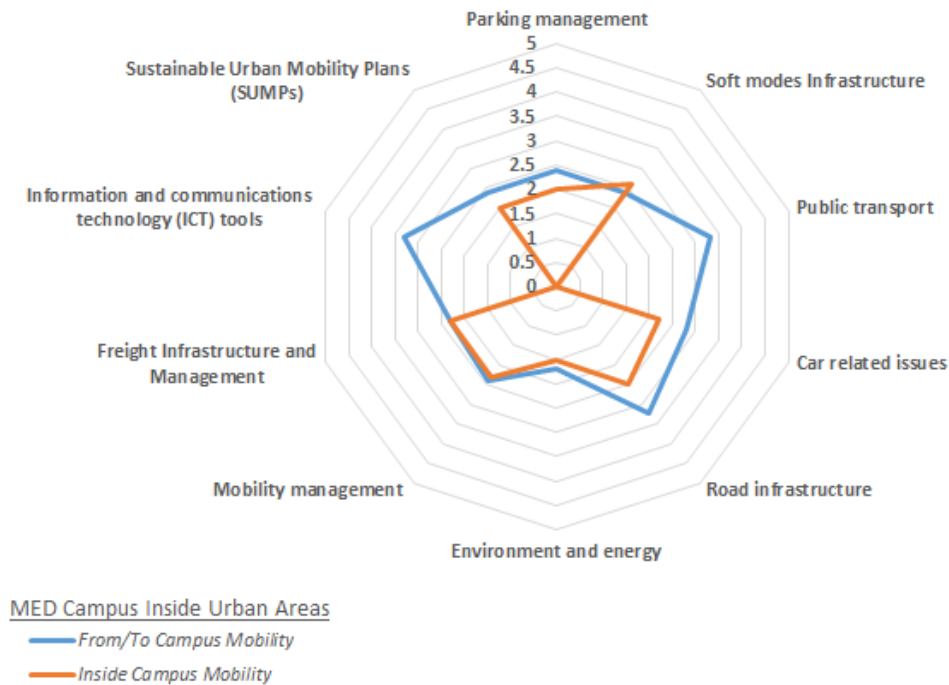 Parking management
5
4.5
4
3.5
3
2.5
2
1.5
1
0.5
0
Soft modes Infrastructure
Public transport
Car related issues
Road infrastructure
Environment and energy
Mobility management
Freight Infrastructure and
Management
Information and communications
technology (ICT) tools
Sustainable Urban Mobility Plans
(SUMPs)
MED Campus Inside Urban Areas
From/To Campus Mobility
Inside Campus Mobility